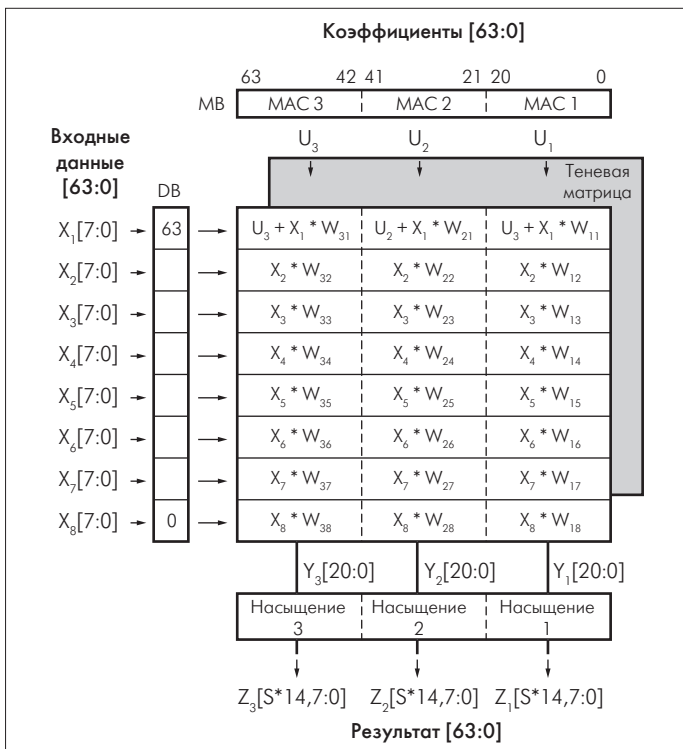 Коэффициенты [63:0]
63 42 41 21 20 0
MB MAC 3 MAC 2 MAC 1
U₃ U₂ U₁
Входные
данные
[63:0]
DB
Теневая
матрица
X₁[7:0] 63 U₃ + X₁ * W₃₁ U₂ + X₁ * W₂₁ U₃ + X₁ * W₁₁
X₂[7:0] X₂ * W₃₂ X₂ * W₂₂ X₂ * W₁₂
X₃[7:0] X₃ * W₃₃ X₃ * W₂₃ X₃ * W₁₃
X₄[7:0] X₄ * W₃₄ X₄ * W₂₄ X₄ * W₁₄
X₅[7:0] X₅ * W₃₅ X₅ * W₂₅ X₅ * W₁₅
X₆[7:0] X₆ * W₃₆ X₆ * W₂₆ X₆ * W₁₆
X₇[7:0] X₇ * W₃₇ X₇ * W₂₇ X₇ * W₁₇
X₈[7:0] 0 X₈ * W₃₈ X₈ * W₂₈ X₈ * W₁₈
Y₃[20:0] Y₂[20:0] Y₁[20:0]
Насыщение Насыщение Насыщение
3 2 1
Z₃[S*14,7:0] Z₂[S*14,7:0] Z₁[S*14,7:0]
Результат [63:0]